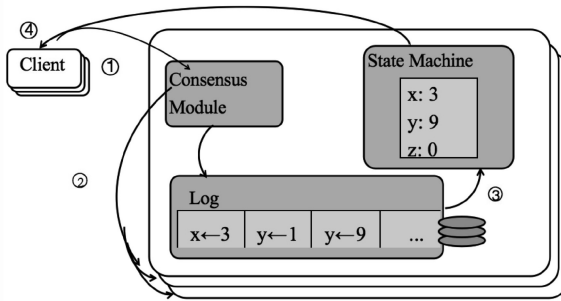 ④
Client
①
Consensus
Module
State Machine
x: 3
y: 9
z: 0
②
③
Log
x←3 y←1 y←9 ...